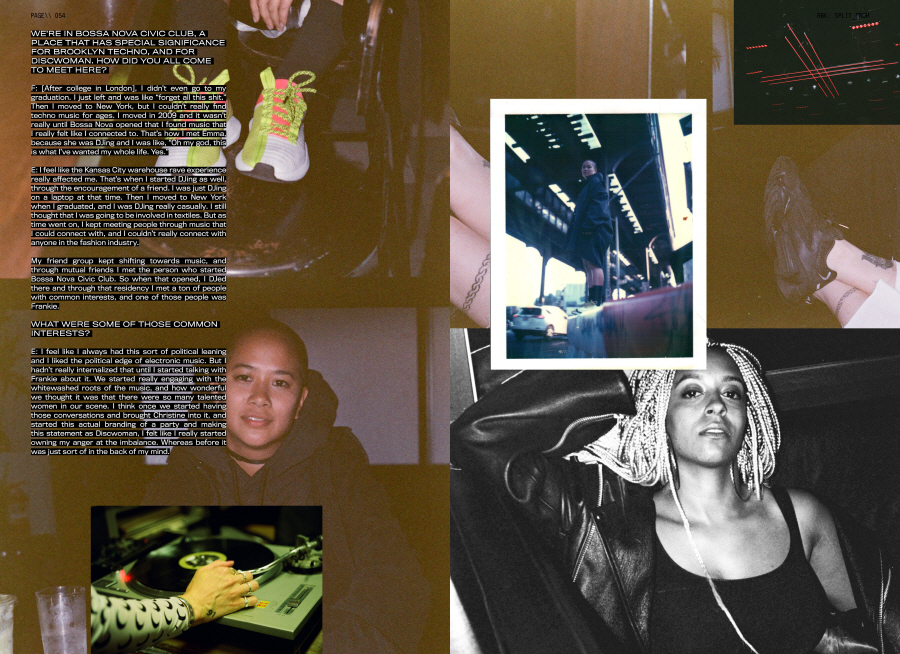 PAGE\\ 054
WE'RE IN BOSSA NOVA CIVIC CLUB, A
PLACE THAT HAS SPECIAL SIGNIFICANCE
FOR BROOKLYN TECHNO, AND FOR
DISCWOMAN. HOW DID YOU ALL COME
TO MEET HERE?
F: [After college in London], I didn't even go to my
graduation. I just left and was like "forget all this shit."
Then I moved to New York, but I couldn't really find
techno music for ages. I moved in 2009 and it wasn't
really until Bossa Nova opened that I found music that
I really felt like I connected to. That's how I met Emma,
because she was DJing and I was like, "Oh my god, this
is what I've wanted my whole life. Yes."
E: I feel like the Kansas City warehouse rave experience
really affected me. That's when I started DJing as well,
through the encouragement of a friend. I was just DJing
on a laptop at that time. Then I moved to New York
when I graduated, and I was DJing really casually. I still
thought that I was going to be involved in textiles. But as
time went on, I kept meeting people through music that
I could connect with, and I couldn't really connect with
anyone in the fashion industry.
My friend group kept shifting towards music, and
through mutual friends I met the person who started
Bossa Nova Civic Club. So when that opened, I DJed
there and through that residency I met a ton of people
with common interests, and one of those people was
Frankie.
WHAT WERE SOME OF THOSE COMMON
INTERESTS?
E: I feel like I always had this sort of political leaning
and I liked the political edge of electronic music. But I
hadn't really internalized that until I started talking with
Frankie about it. We started really engaging with the
whitewashed roots of the music, and how wonderful
we thought it was that there were so many talented
women in our scene. I think once we started having
those conversations and brought Christine into it, and
started this actual branding of a party and making
this statement as Discwoman, I felt like I really started
owning my anger at the imbalance. Whereas before it
was just sort of in the back of my mind.